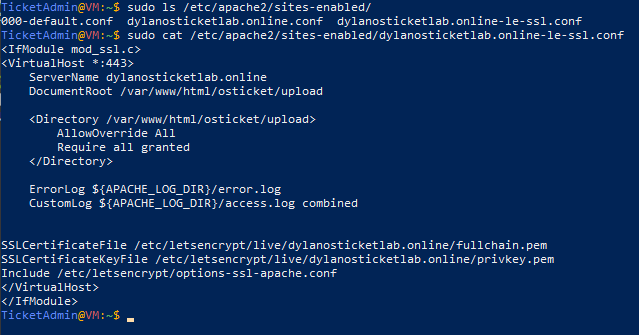 TicketAdmin@VM:~$ sudo ls /etc/apache2/sites-enabled/
000-default.conf  dylanosticketlab.online.conf  dylanosticketlab.online-le-ssl.conf
TicketAdmin@VM:~$ sudo cat /etc/apache2/sites-enabled/dylanosticketlab.online-le-ssl.conf
<IfModule mod_ssl.c>
<VirtualHost *:443>
    ServerName dylanosticketlab.online
    DocumentRoot /var/www/html/osticket/upload

    <Directory /var/www/html/osticket/upload>
        AllowOverride All
        Require all granted
    </Directory>

    ErrorLog ${APACHE_LOG_DIR}/error.log
    CustomLog ${APACHE_LOG_DIR}/access.log combined


SSLCertificateFile /etc/letsencrypt/live/dylanosticketlab.online/fullchain.pem
SSLCertificateKeyFile /etc/letsencrypt/live/dylanosticketlab.online/privkey.pem
Include /etc/letsencrypt/options-ssl-apache.conf
</VirtualHost>
</IfModule>
TicketAdmin@VM:~$